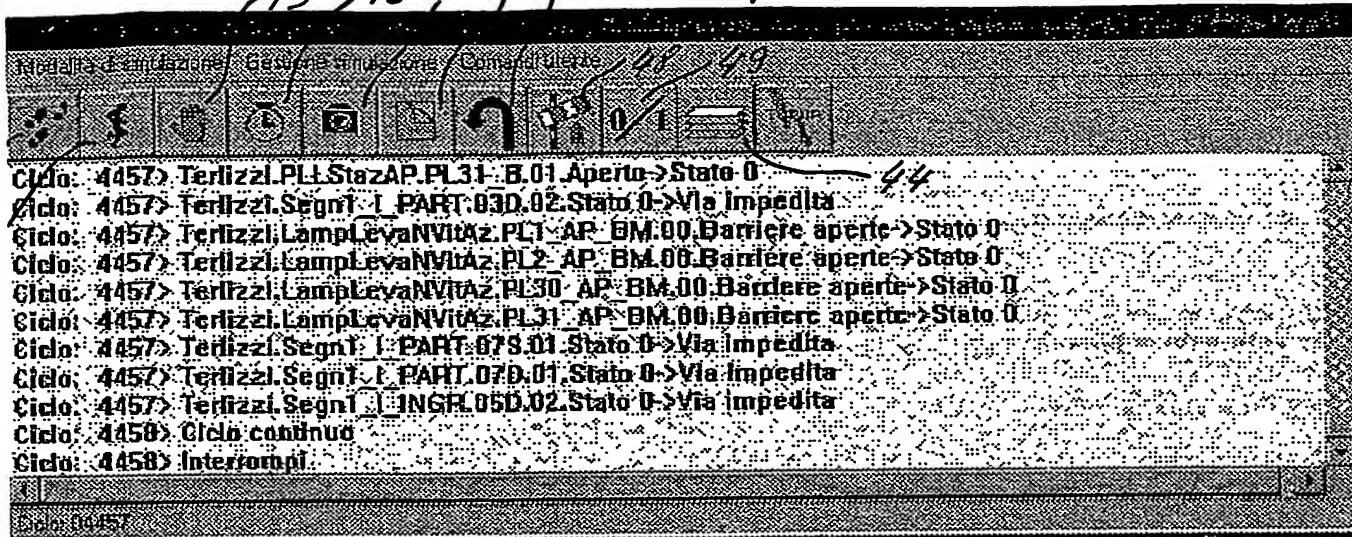 Modalità di simulazione Gestione simulazione Comandi utente 48 49
0 1
Ciclo: 4457> Terlizzi.PLLStazAP.PL31_B.01.Aperto->Stato 0 44
Ciclo: 4457> Terlizzi.Segn1_I_PART.03D.02.Stato 0->Via impedita
Ciclo: 4457> Terlizzi.LampLevaNVitAz.PL1_AP_BM.00.Barriere aperte->Stato 0
Ciclo: 4457> Terlizzi.LampLevaNVitAz.PL2_AP_BM.00.Barriere aperte->Stato 0
Ciclo: 4457> Terlizzi.LampLevaNVitAz.PL30_AP_BM.00.Barriere aperte->Stato 0
Ciclo: 4457> Terlizzi.LampLevaNVitAz.PL31_AP_BM.00.Barriere aperte->Stato 0
Ciclo: 4457> Terlizzi.Segn1_I_PART.07S.01.Stato 0->Via impedita
Ciclo: 4457> Terlizzi.Segn1_I_PART.07D.01.Stato 0->Via impedita
Ciclo: 4457> Terlizzi.Segn1_I_INGR.05D.02.Stato 0->Via impedita
Ciclo: 4458> Ciclo continuo
Ciclo: 4458> Interrompi
Ciclo: 04457